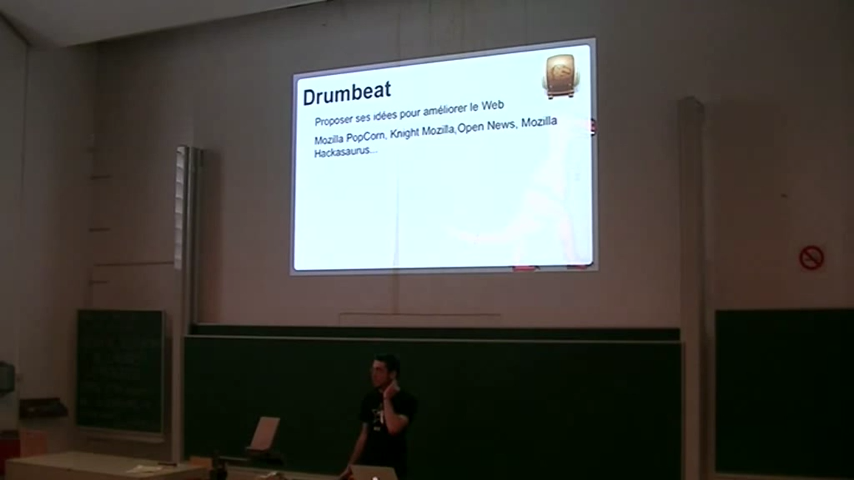 Drumbeat
Proposer ses idées pour améliorer le Web
Mozilla PopCorn, Knight Mozilla,Open News, Mozilla
Hackasaurus...